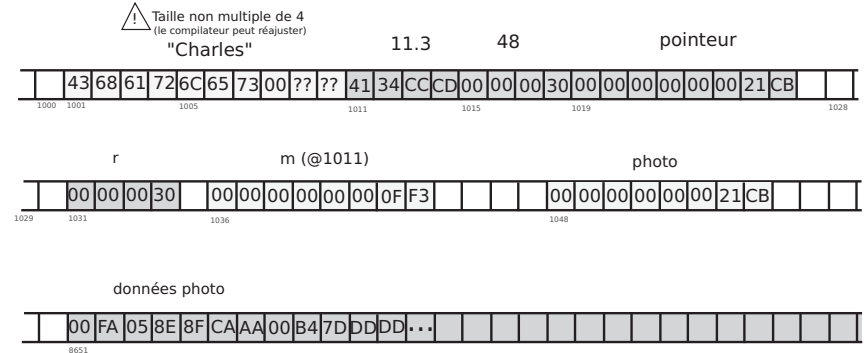 ! Taille non multiple de 4
(le compilateur peut réajuster)
"Charles" 11.3 48 pointeur
43 68 61 72 6C 65 73 00 ?? ?? 41 34 CC CD 00 00 00 30 00 00 00 00 00 00 21 CB
1000 1001 1005 1011 1015 1019 1028
r m (@1011) photo
00 00 00 30 00 00 00 00 00 00 0F F3 00 00 00 00 00 00 21 CB
1029 1031 1036 1048
données photo
00 FA 05 8E 8F CA AA 00 B4 7D DD DD ...
8651